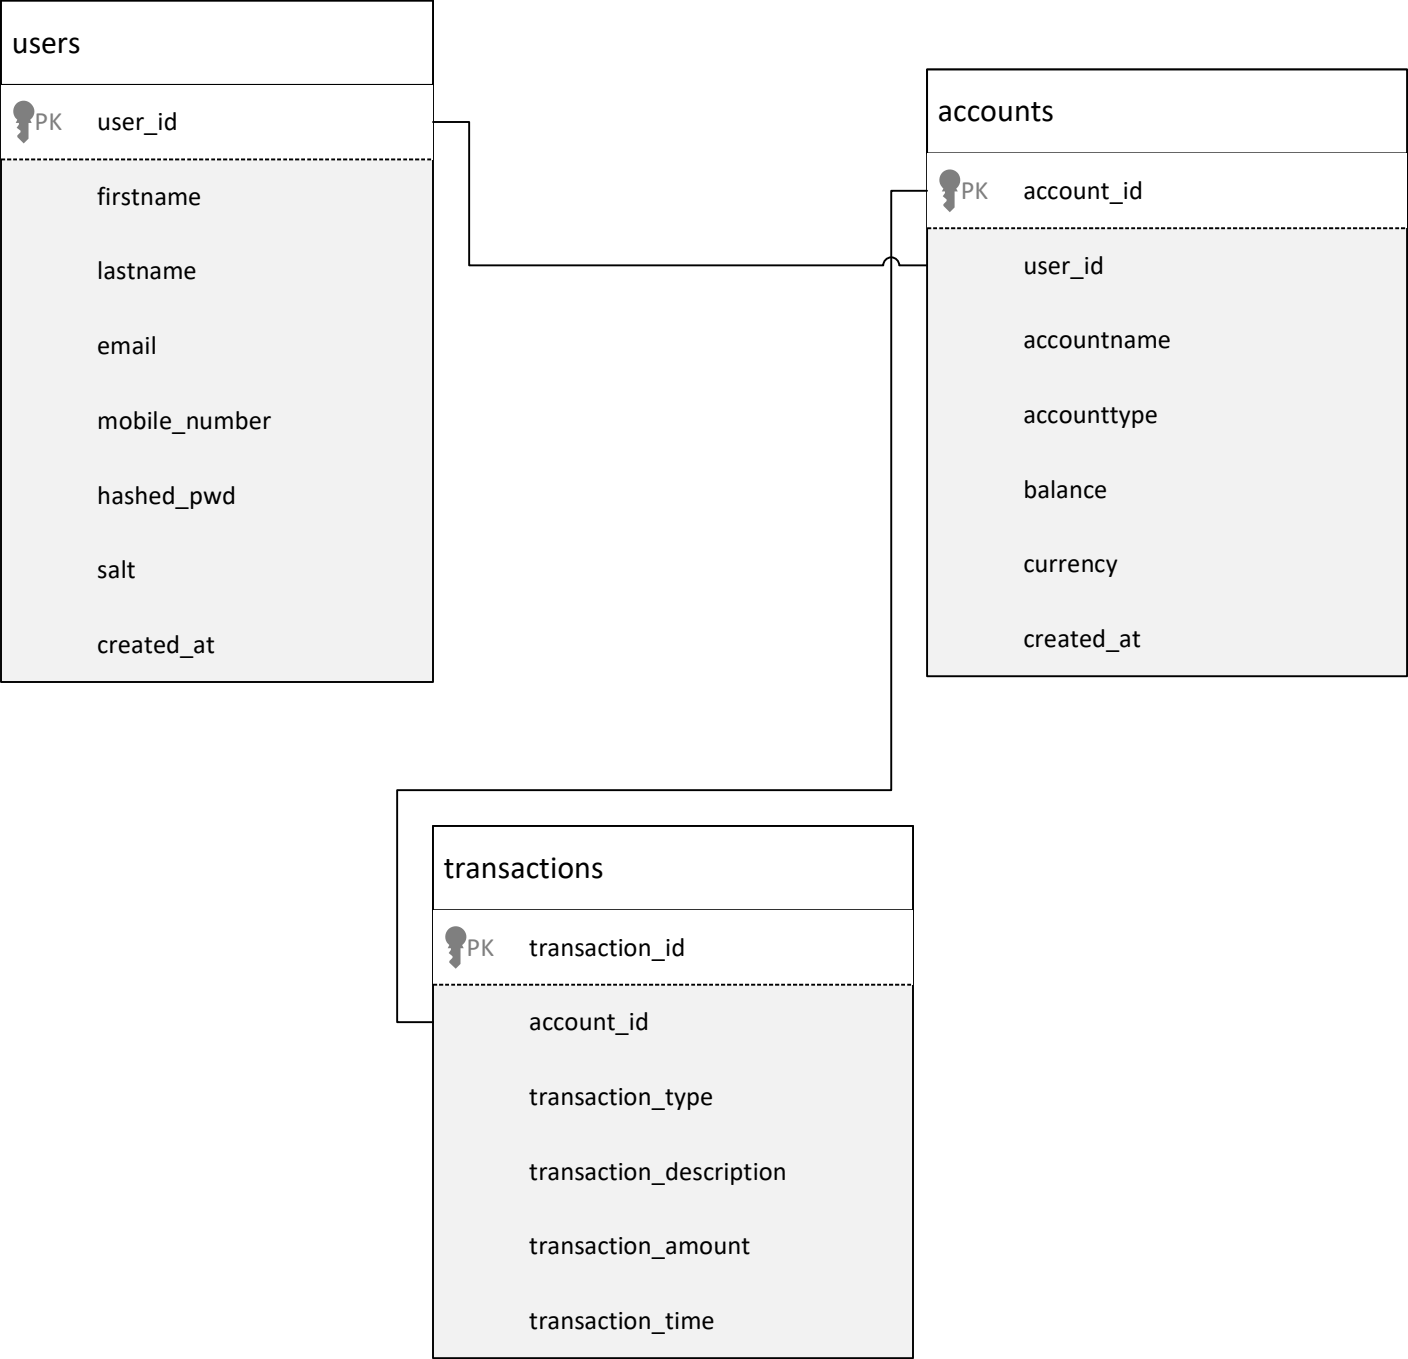 users
PK user_id
firstname
lastname
email
mobile_number
hashed_pwd
salt
created_at
accounts
PK account_id
user_id
accountname
accounttype
balance
currency
created_at
transactions
PK transaction_id
account_id
transaction_type
transaction_description
transaction_amount
transaction_time